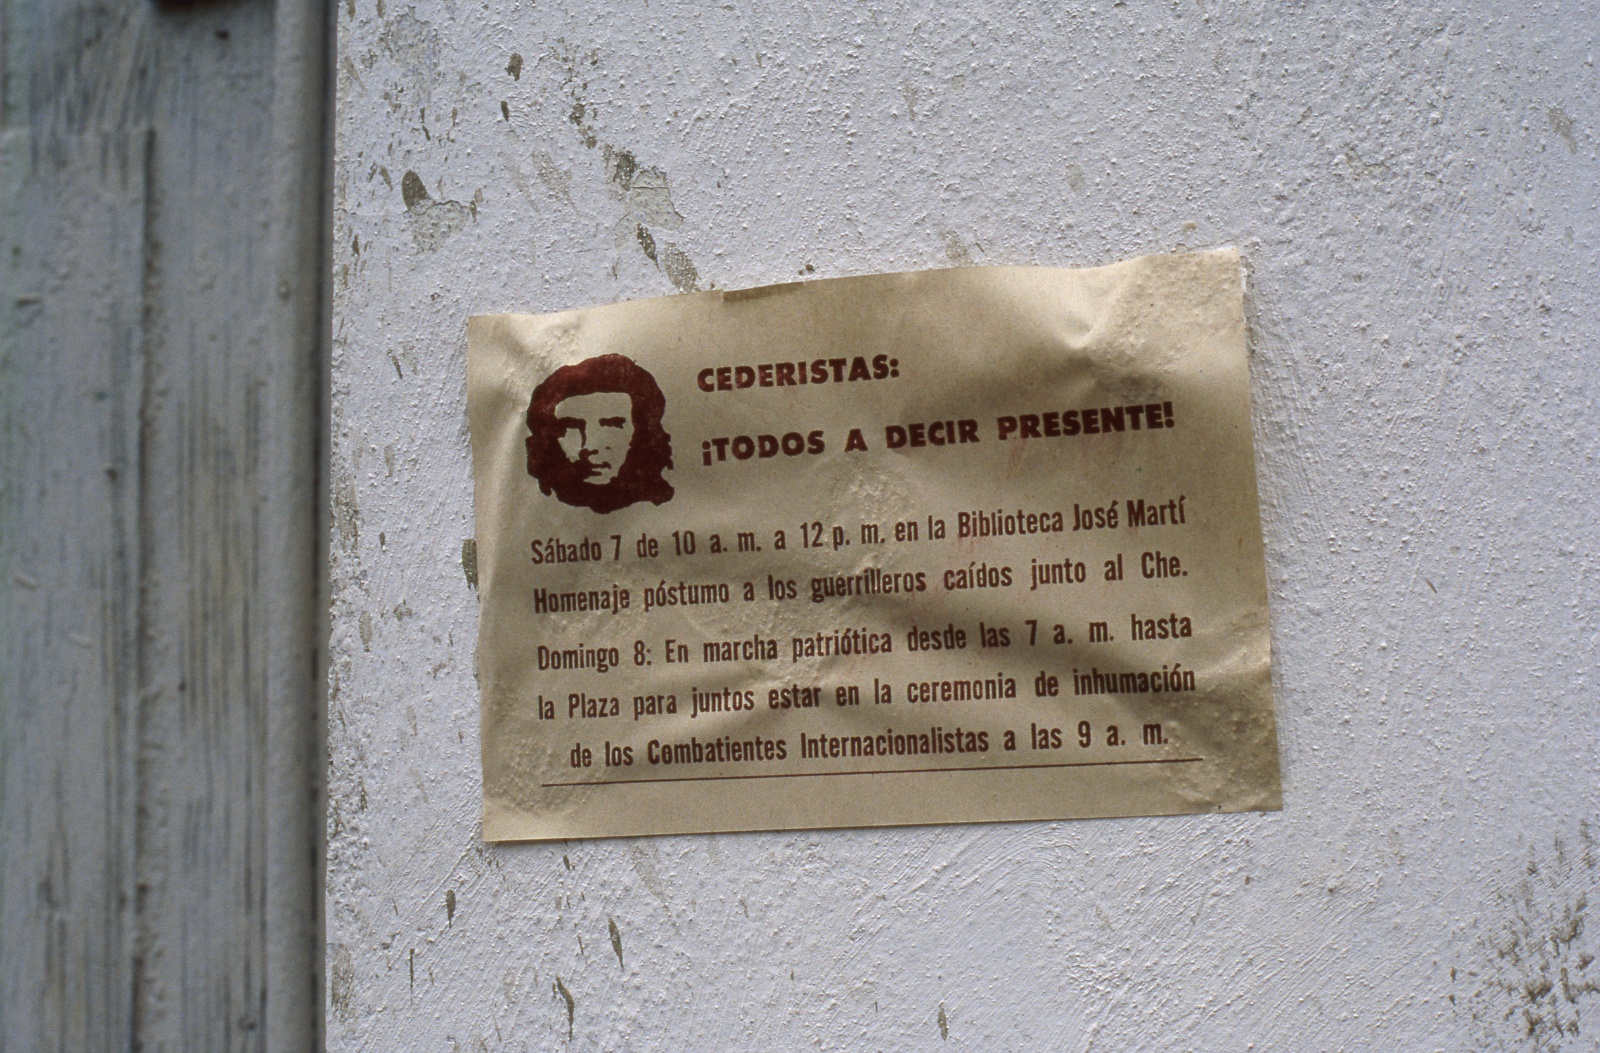 CEDERISTAS:
¡TODOS A DECIR PRESENTE!
Sábado 7 de 10 a. m. a 12 p. m. en la Biblioteca José Martí
Homenaje póstumo a los guerrilleros caídos junto al Che.
Domingo 8: En marcha patriótica desde las 7 a. m. hasta
la Plaza para juntos estar en la ceremonia de inhumación
de los Combatientes Internacionalistas a las 9 a. m.